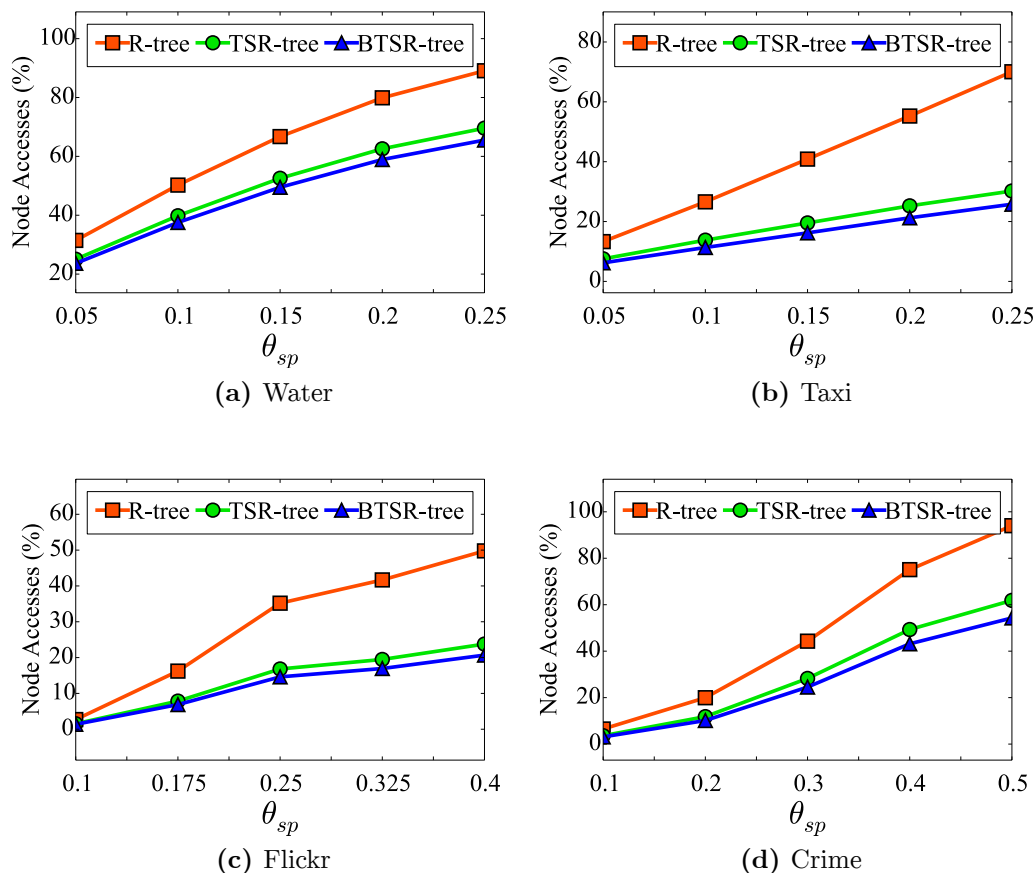 R-tree TSR-tree BTSR-tree
Node Accesses (%)
100
80
60
40
20
0.05 0.1 0.15 0.2 0.25
θsp
(a) Water
R-tree TSR-tree BTSR-tree
Node Accesses (%)
80
60
40
20
0
0.05 0.1 0.15 0.2 0.25
θsp
(b) Taxi
R-tree TSR-tree BTSR-tree
Node Accesses (%)
60
50
40
30
20
10
0
0.1 0.175 0.25 0.325 0.4
θsp
(c) Flickr
R-tree TSR-tree BTSR-tree
Node Accesses (%)
100
80
60
40
20
0
0.1 0.2 0.3 0.4 0.5
θsp
(d) Crime